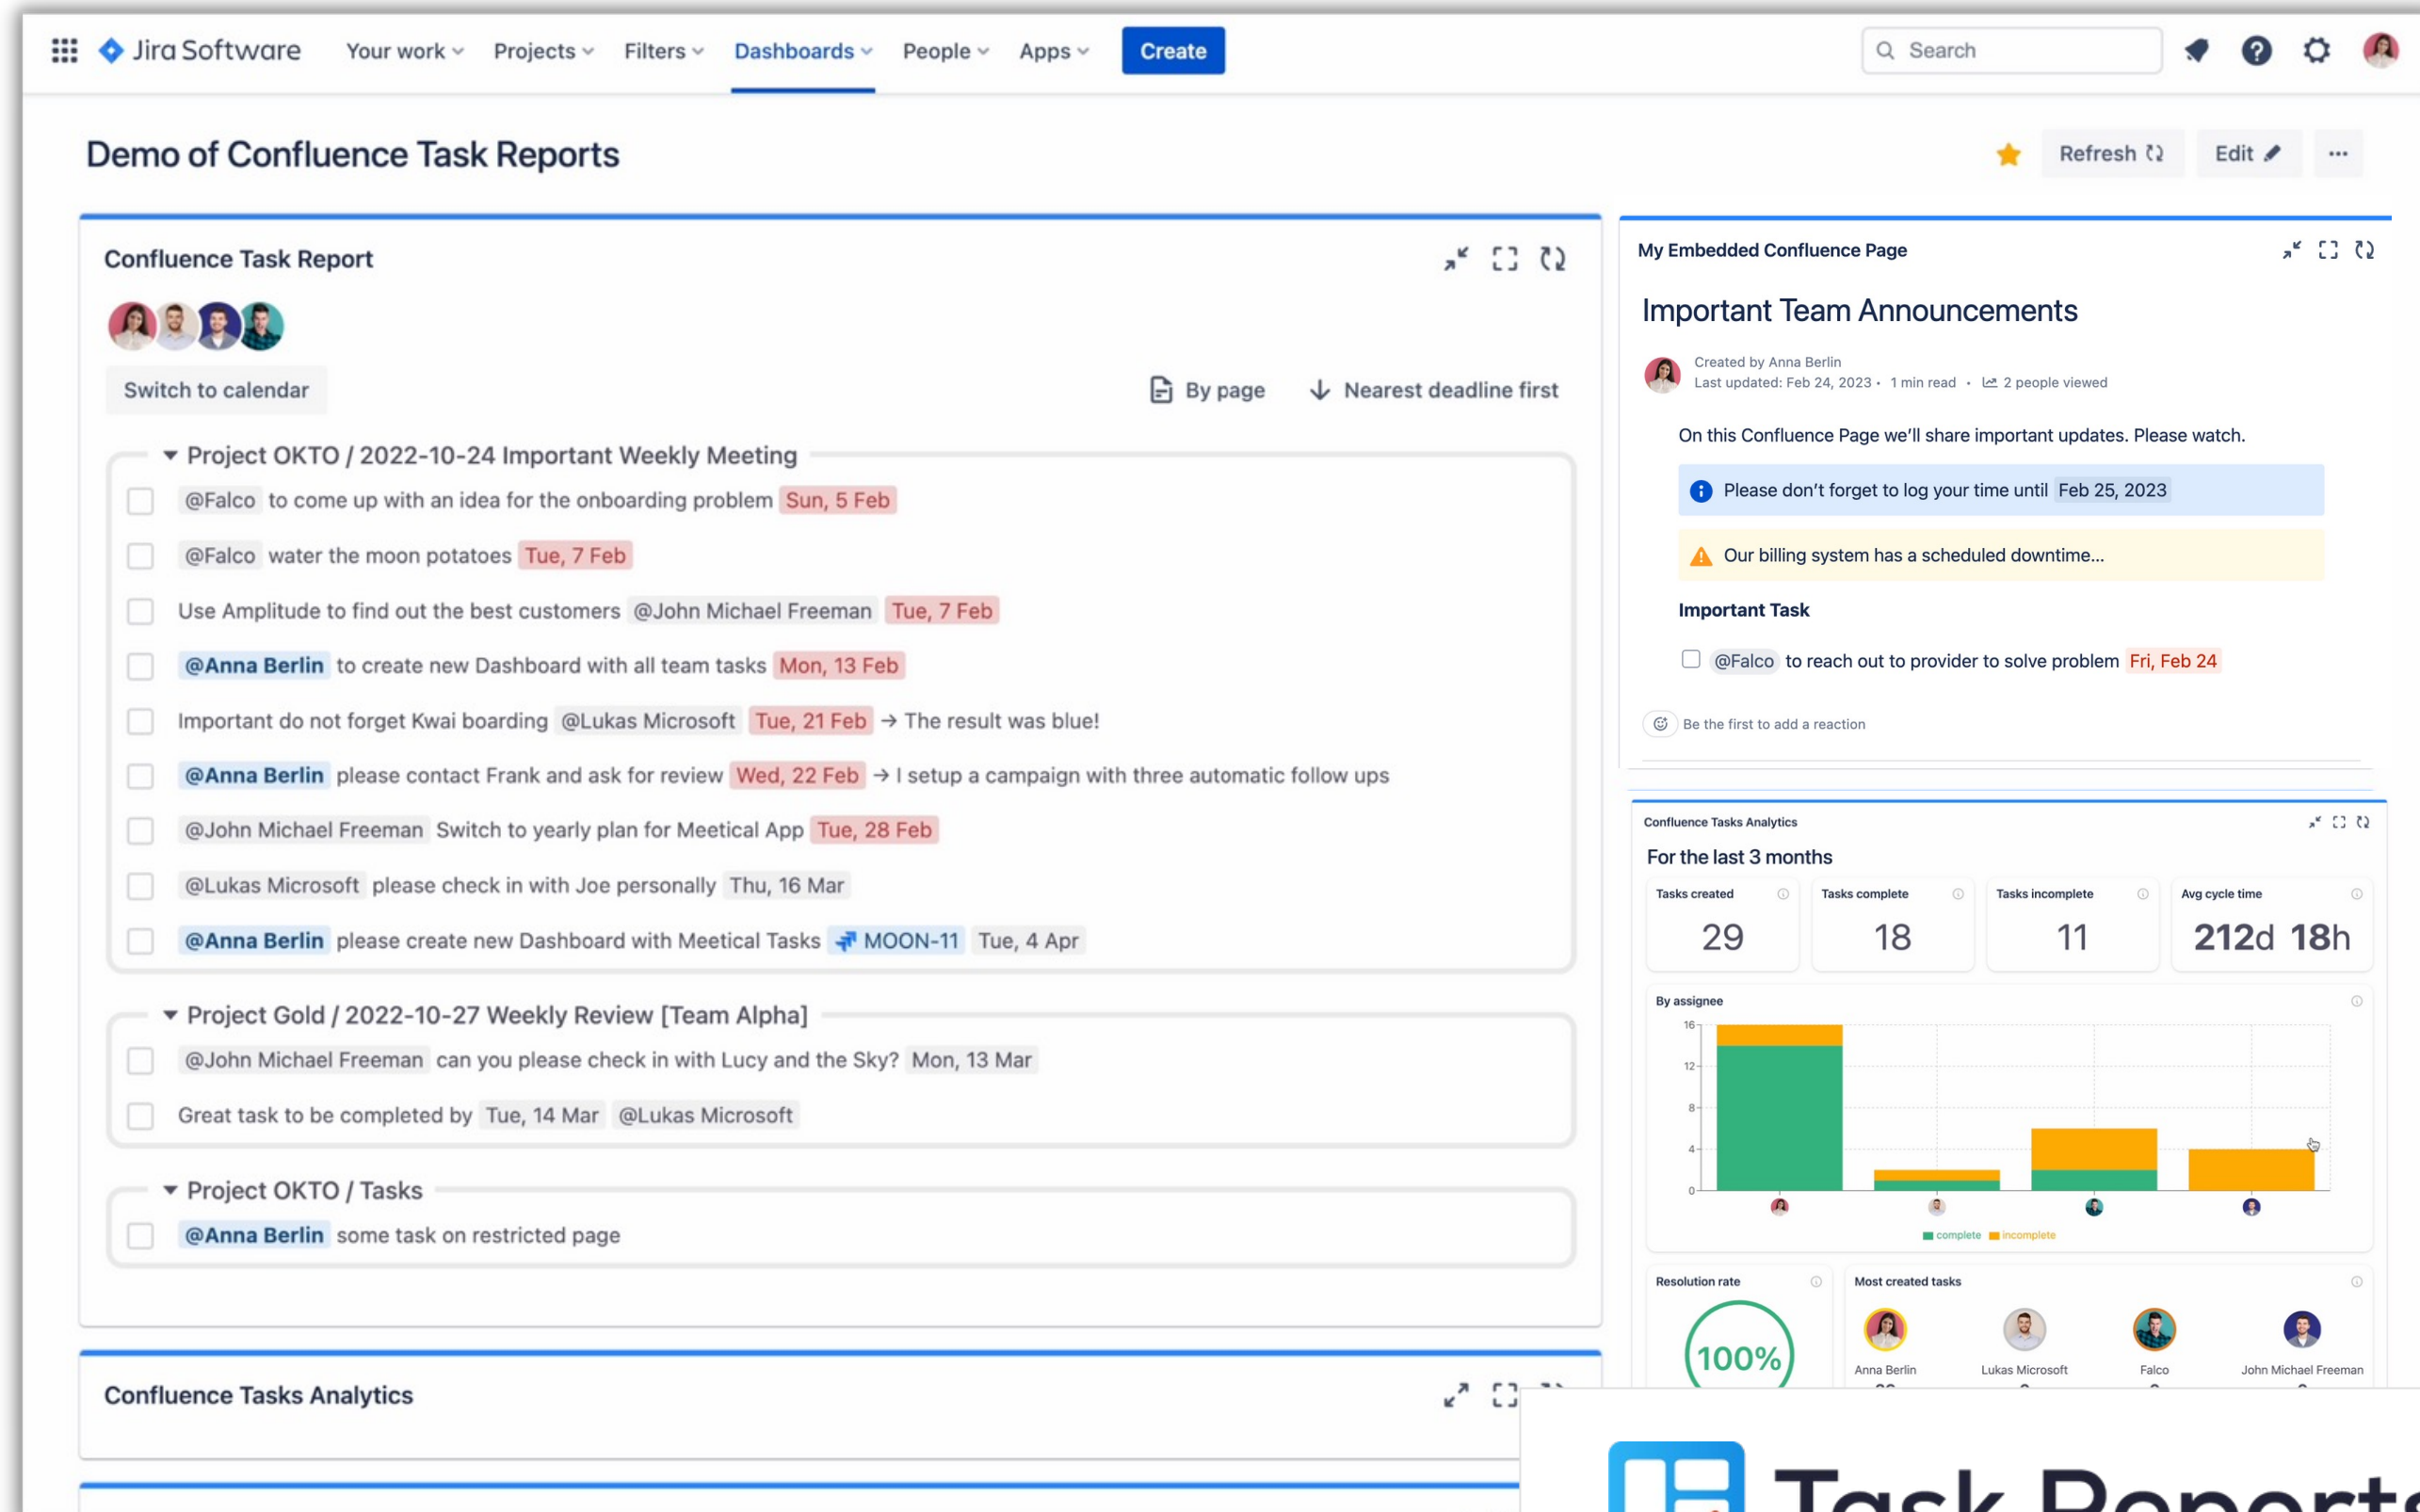 Jira Software Your work Projects Filters Dashboards People Apps Create Search
Demo of Confluence Task Reports Refresh Edit
Confluence Task Report
Switch to calendar By page Nearest deadline first
Project OKTO / 2022-10-24 Important Weekly Meeting
@Falco to come up with an idea for the onboarding problem Sun, 5 Feb
@Falco water the moon potatoes Tue, 7 Feb
Use Amplitude to find out the best customers @John Michael Freeman Tue, 7 Feb
@Anna Berlin to create new Dashboard with all team tasks Mon, 13 Feb
Important do not forget Kwai boarding @Lukas Microsoft Tue, 21 Feb → The result was blue!
@Anna Berlin please contact Frank and ask for review Wed, 22 Feb → I setup a campaign with three automatic follow ups
@John Michael Freeman Switch to yearly plan for Meetical App Tue, 28 Feb
@Lukas Microsoft please check in with Joe personally Thu, 16 Mar
@Anna Berlin please create new Dashboard with Meetical Tasks MOON-11 Tue, 4 Apr
Project Gold / 2022-10-27 Weekly Review [Team Alpha]
@John Michael Freeman can you please check in with Lucy and the Sky? Mon, 13 Mar
Great task to be completed by Tue, 14 Mar @Lukas Microsoft
Project OKTO / Tasks
@Anna Berlin some task on restricted page
Confluence Tasks Analytics
My Embedded Confluence Page
Important Team Announcements
Created by Anna Berlin
Last updated: Feb 24, 2023 • 1 min read • 2 people viewed
On this Confluence Page we'll share important updates. Please watch.
Please don't forget to log your time until Feb 25, 2023
Our billing system has a scheduled downtime...
Important Task
@Falco to reach out to provider to solve problem Fri, Feb 24
Be the first to add a reaction
Confluence Tasks Analytics
For the last 3 months
Tasks created Tasks complete Tasks incomplete Avg cycle time
29 18 11 212d 18h
By assignee
16
12
8
4
0
complete incomplete
Resolution rate Most created tasks
100%
Anna Berlin Lukas Microsoft Falco John Michael Freeman
Task Reports